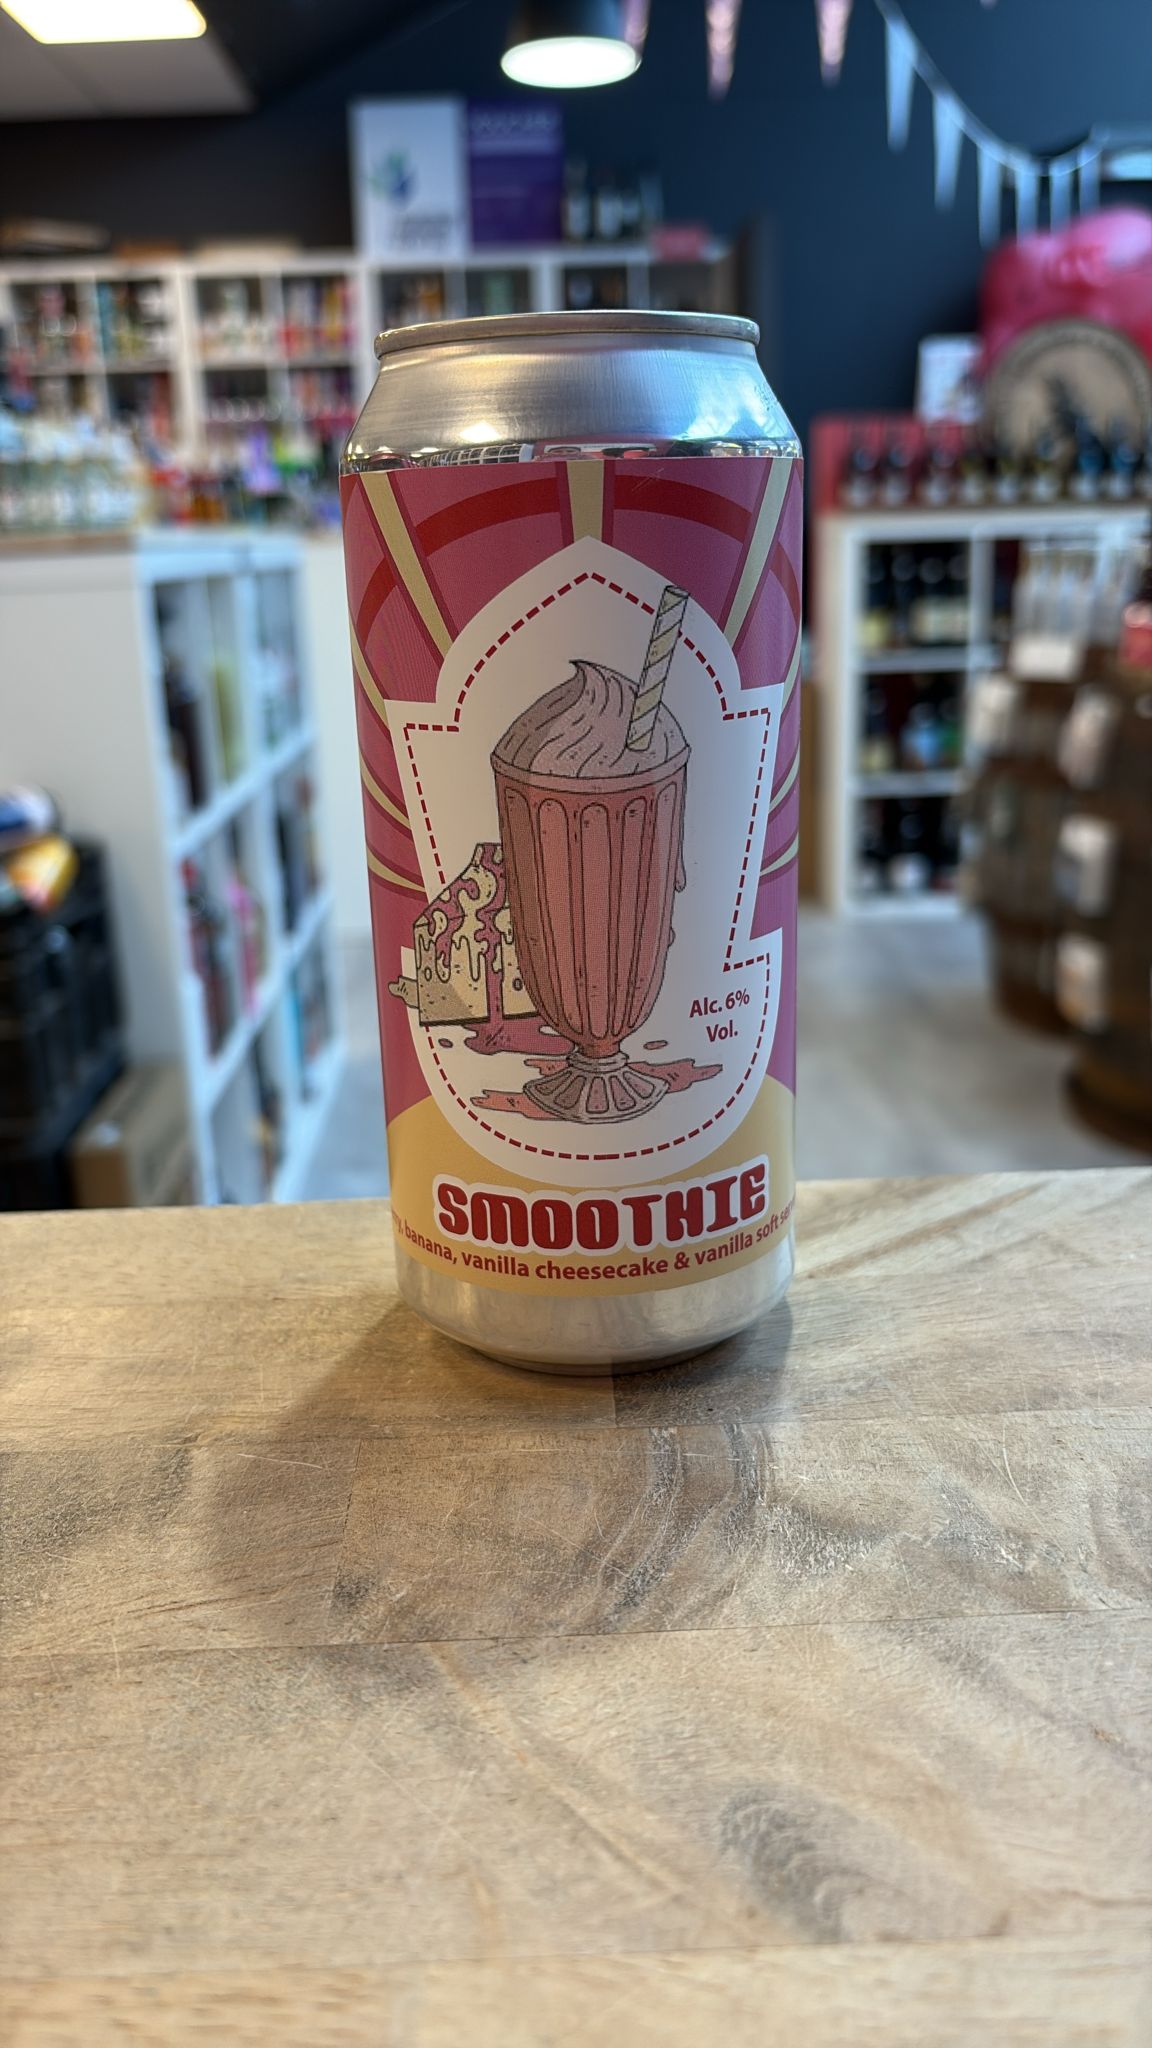 Alc. 6%
Vol.
SMOOTHIE
banana, vanilla cheesecake & vanilla soft